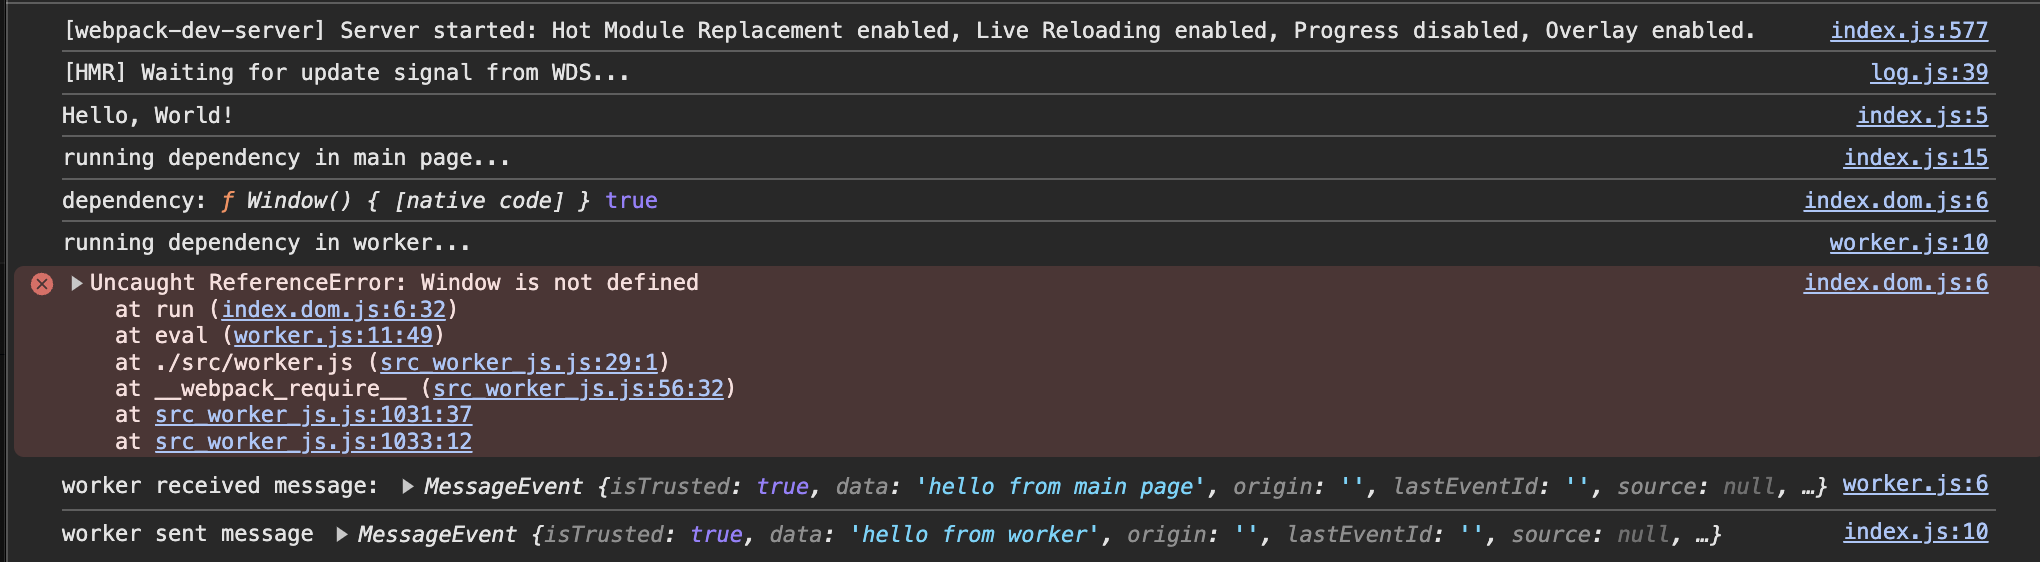 [webpack-dev-server] Server started: Hot Module Replacement enabled, Live Reloading enabled, Progress disabled, Overlay enabled. index.js:577
[HMR] Waiting for update signal from WDS... log.js:39
Hello, World! index.js:5
running dependency in main page... index.js:15
dependency: ƒ Window() { [native code] } true index.dom.js:6
running dependency in worker... worker.js:10
Uncaught ReferenceError: Window is not defined index.dom.js:6
at run (index.dom.js:6:32)
at eval (worker.js:11:49)
at ./src/worker.js (src_worker_js.js:29:1)
at __webpack_require__ (src_worker_js.js:56:32)
at src_worker_js.js:1031:37
at src_worker_js.js:1033:12
worker received message: ▶ MessageEvent {isTrusted: true, data: 'hello from main page', origin: '', lastEventId: '', source: null, …} worker.js:6
worker sent message ▶ MessageEvent {isTrusted: true, data: 'hello from worker', origin: '', lastEventId: '', source: null, …} index.js:10